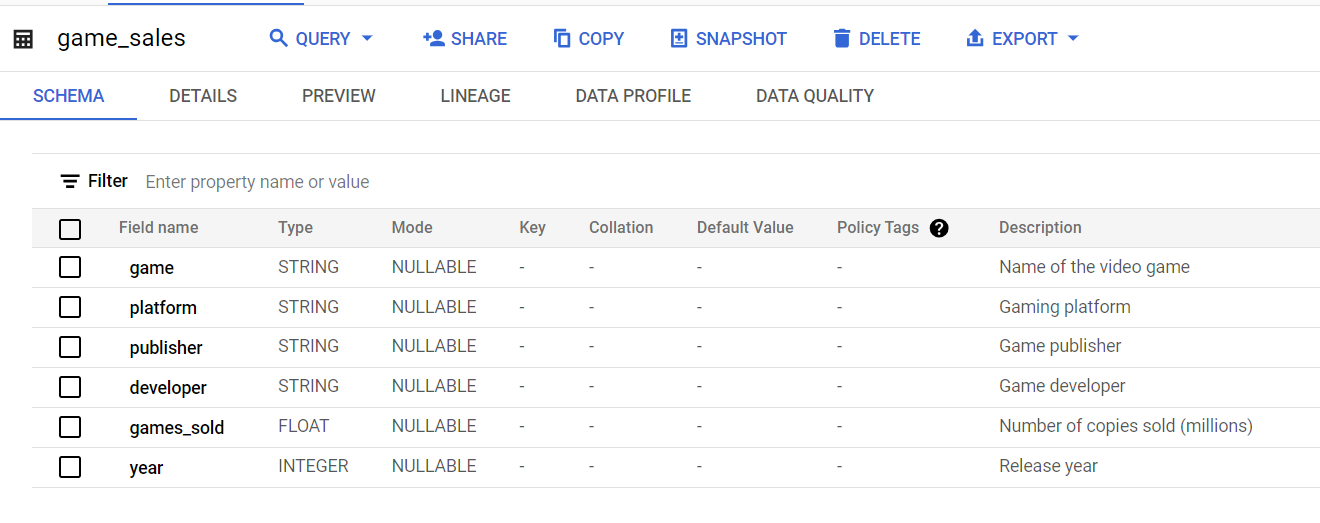 game_sales QUERY SHARE COPY SNAPSHOT DELETE EXPORT
SCHEMA DETAILS PREVIEW LINEAGE DATA PROFILE DATA QUALITY
Filter Enter property name or value
Field name Type Mode Key Collation Default Value Policy Tags ? Description
game STRING NULLABLE - - - - Name of the video game
platform STRING NULLABLE - - - - Gaming platform
publisher STRING NULLABLE - - - - Game publisher
developer STRING NULLABLE - - - - Game developer
games_sold FLOAT NULLABLE - - - - Number of copies sold (millions)
year INTEGER NULLABLE - - - - Release year